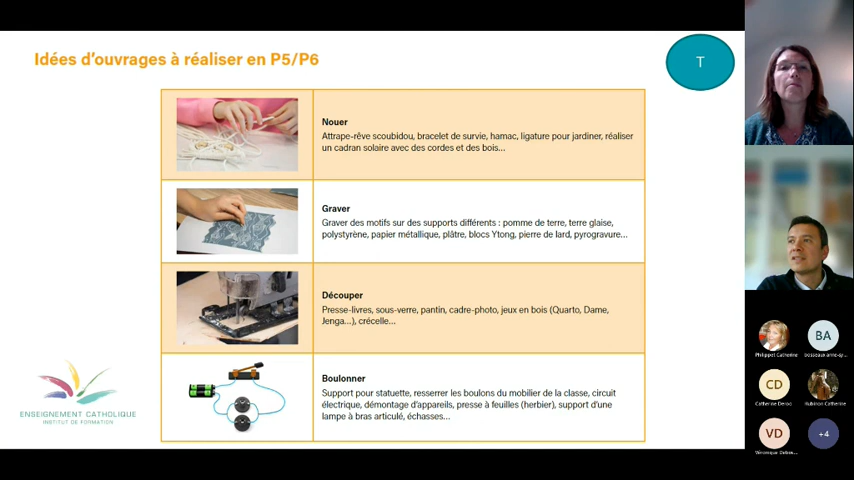 Idées d'ouvrages à réaliser en P5/P6
T
Nouer
Attrape-rêve scoubidou, bracelet de survie, hamac, ligature pour jardiner, réaliser
un cadran solaire avec des cordes et des bois...
Graver
Graver des motifs sur des supports différents : pomme de terre, terre glaise,
polystyrène, papier métallique, plâtre, blocs Ytong, pierre de lard, pyrogravure...
Découper
Presse-livres, sous-verre, pantin, cadre-photo, jeux en bois (Quarto, Dame,
Jenga...), crécelle...
Boulonner
Support pour statuette, resserrer les boulons du mobilier de la classe, circuit
électrique, démontage d'appareils, presse à feuilles (herbier), support d'une
lampe à bras articulé, échasses...
ENSEIGNEMENT CATHOLIQUE
INSTITUT DE FORMATION
BA
Philippet Catherine
CD
Catherine
Catherine
VD
+4
Véronique